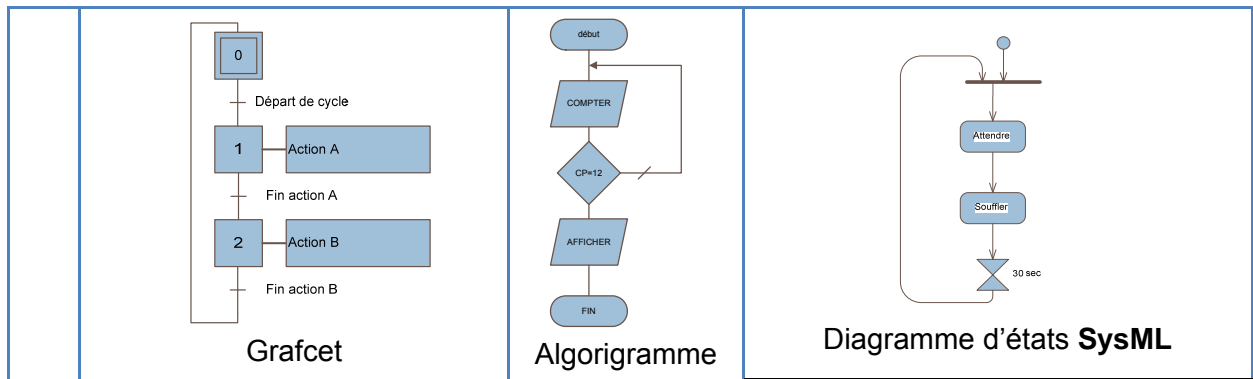 0
Départ de cycle
1
Action A
Fin action A
2
Action B
Fin action B
Grafcet
début
COMPTER
CP=12
AFFICHER
FIN
Algorigramme
Attendre
Souffler
30 sec
Diagramme d'états SysML